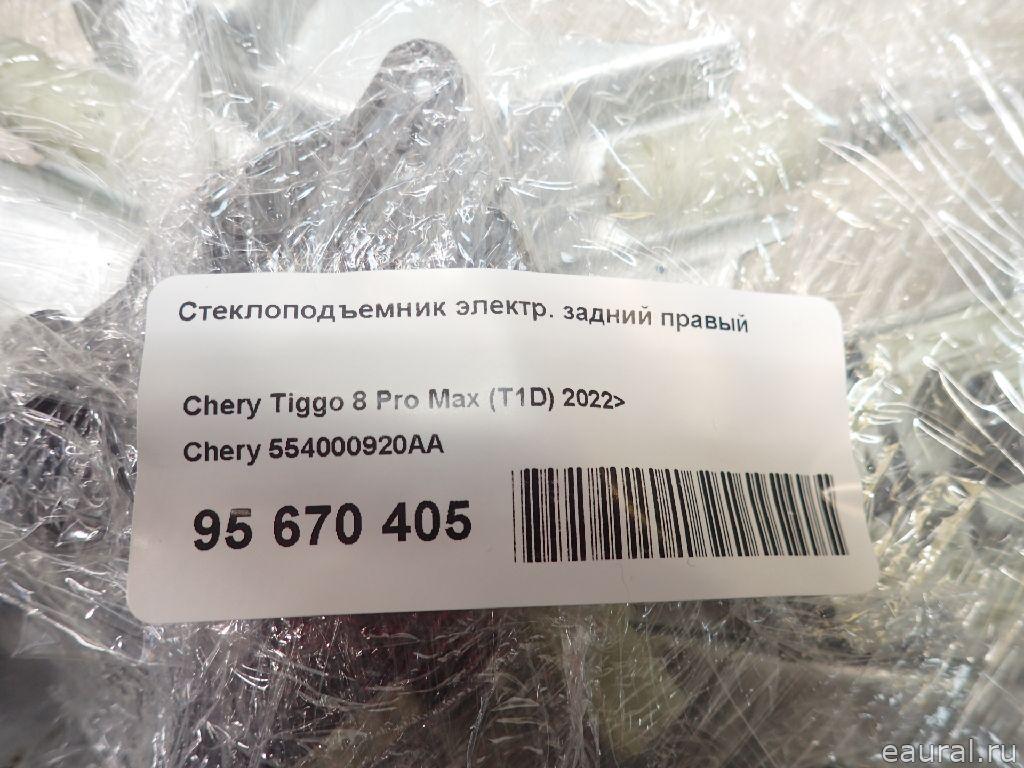 Стеклоподъемник электр. задний правый
Chery Tiggo 8 Pro Max (T1D) 2022>
Chery 554000920AA
95 670 405
eaural.ru